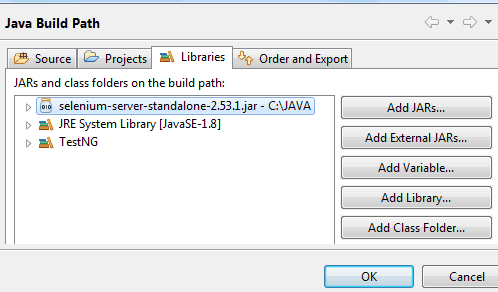 Java Build Path
Source Projects Libraries Order and Export
JARs and class folders on the build path:
selenium-server-standalone-2.53.1.jar - C:\JAVA
JRE System Library [JavaSE-1.8]
TestNG
Add JARs...
Add External JARs...
Add Variable...
Add Library...
Add Class Folder...
OK Cancel